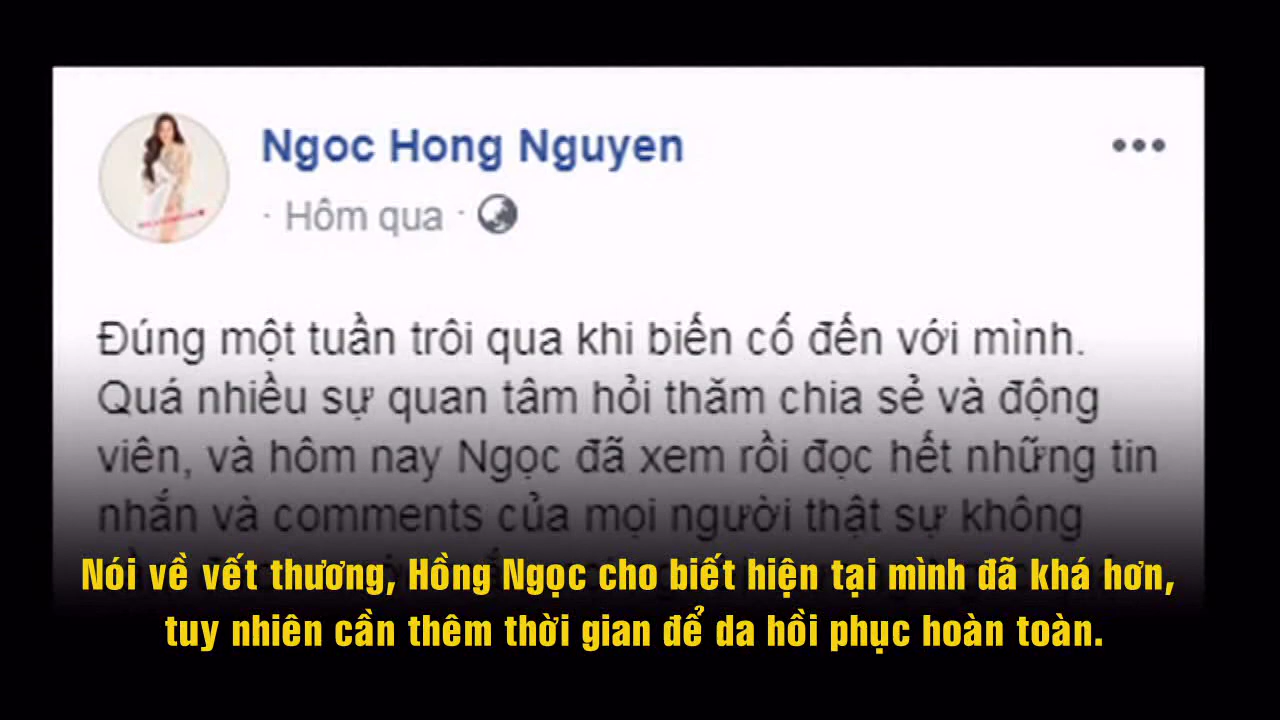 Ngoc Hong Nguyen
· Hôm qua ·
Đúng một tuần trôi qua khi biến cố đến với mình.
Quá nhiều sự quan tâm hỏi thăm chia sẻ và động
viên, và hôm nay Ngọc đã xem rồi đọc hết những tin
nhắn và comments của mọi người thật sự không
Nói về vết thương, Hồng Ngọc cho biết hiện tại mình đã khá hơn,
tuy nhiên cần thêm thời gian để da hồi phục hoàn toàn.